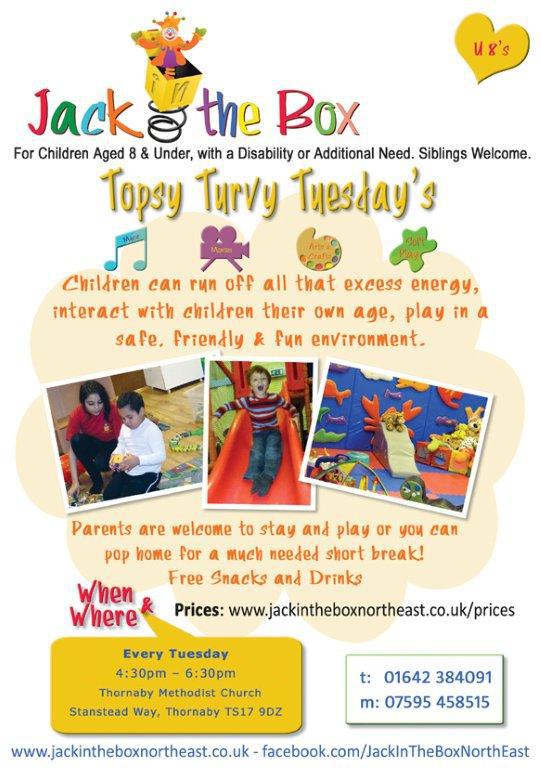 U 8's
Jack in the Box
For Children Aged 8 & Under, with a Disability or Additional Need. Siblings Welcome.
Topsy Turvy Tuesday's
Music Movies Arts & Crafts Soft Play
Children can run off all that excess energy,
interact with children their own age, play in a
safe, friendly & fun environment.
Parents are welcome to stay and play or you can
pop home for a much needed short break!
Free Snacks and Drinks
When &
Where
Prices: www.jackintheboxnortheast.co.uk/prices
Every Tuesday
4:30pm – 6:30pm
Thornaby Methodist Church
Stanstead Way, Thornaby TS17 9DZ
t: 01642 384091
m: 07595 458515
www.jackintheboxnortheast.co.uk - facebook.com/JackInTheBoxNorthEast